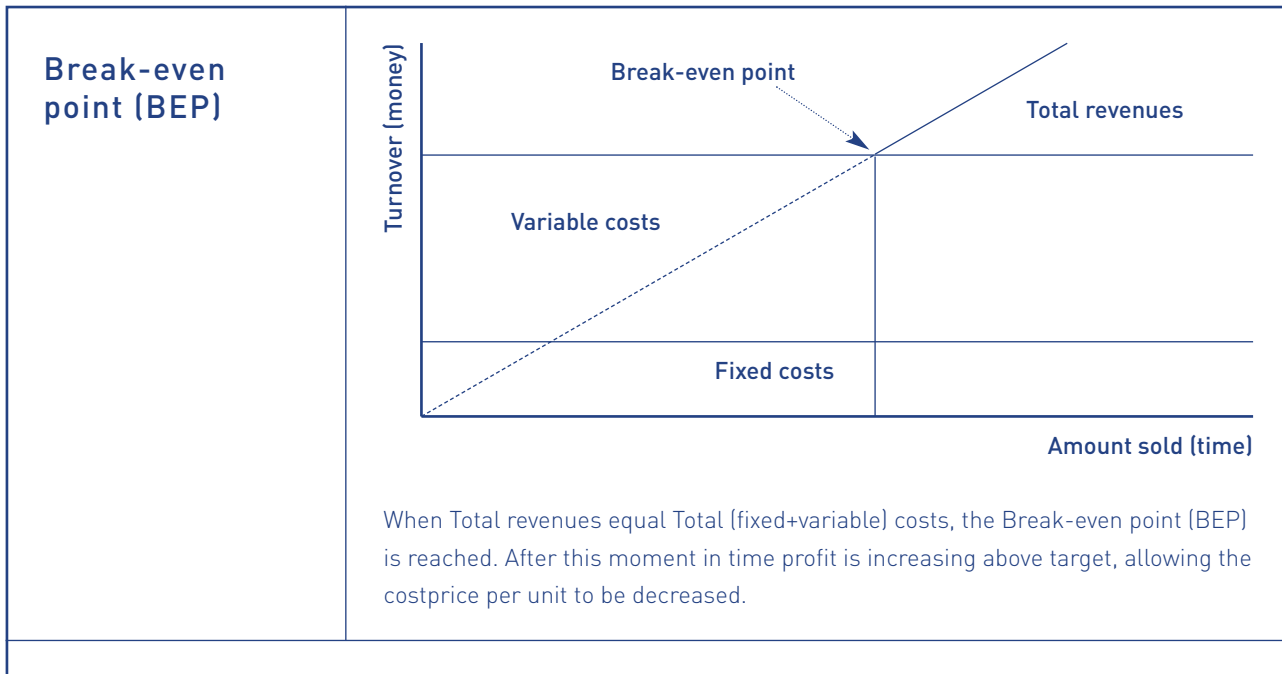 Break-even
point (BEP)
Turnover (money)
Break-even point
Total revenues
Variable costs
Fixed costs
Amount sold (time)
When Total revenues equal Total (fixed+variable) costs, the Break-even point (BEP)
is reached. After this moment in time profit is increasing above target, allowing the
costprice per unit to be decreased.